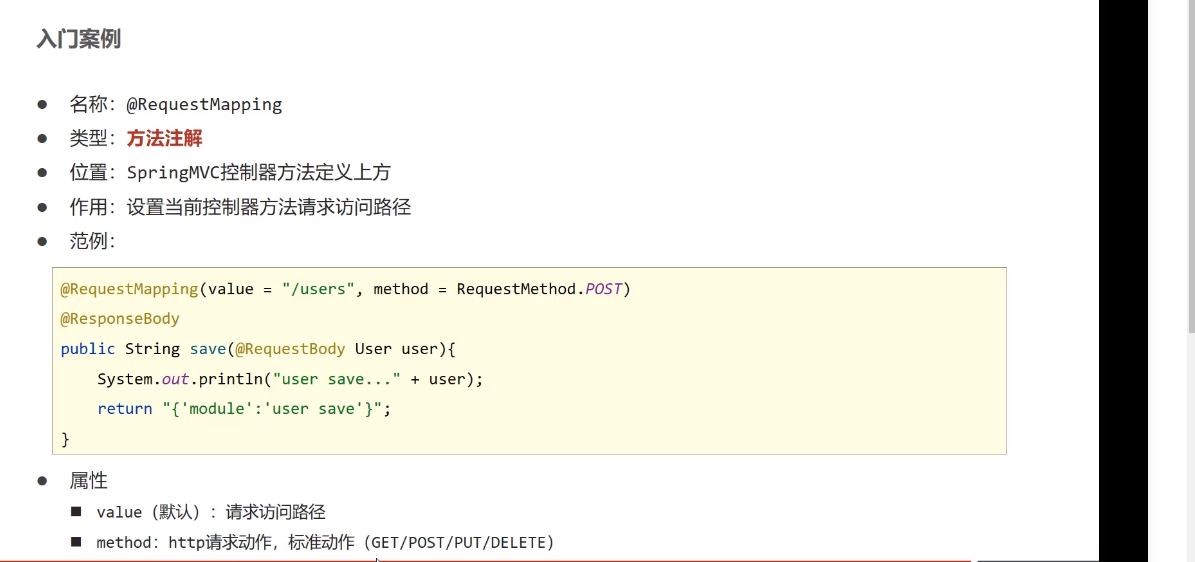 入门案例
● 名称：@RequestMapping
● 类型：方法注解
● 位置：SpringMVC控制器方法定义上方
● 作用：设置当前控制器方法请求访问路径
● 范例：
@RequestMapping(value = "/users", method = RequestMethod.POST)
@ResponseBody
public String save(@RequestBody User user){
    System.out.println("user save..." + user);
    return "{'module':'user save'}";
}
● 属性
■ value（默认）：请求访问路径
■ method：http请求动作，标准动作（GET/POST/PUT/DELETE）